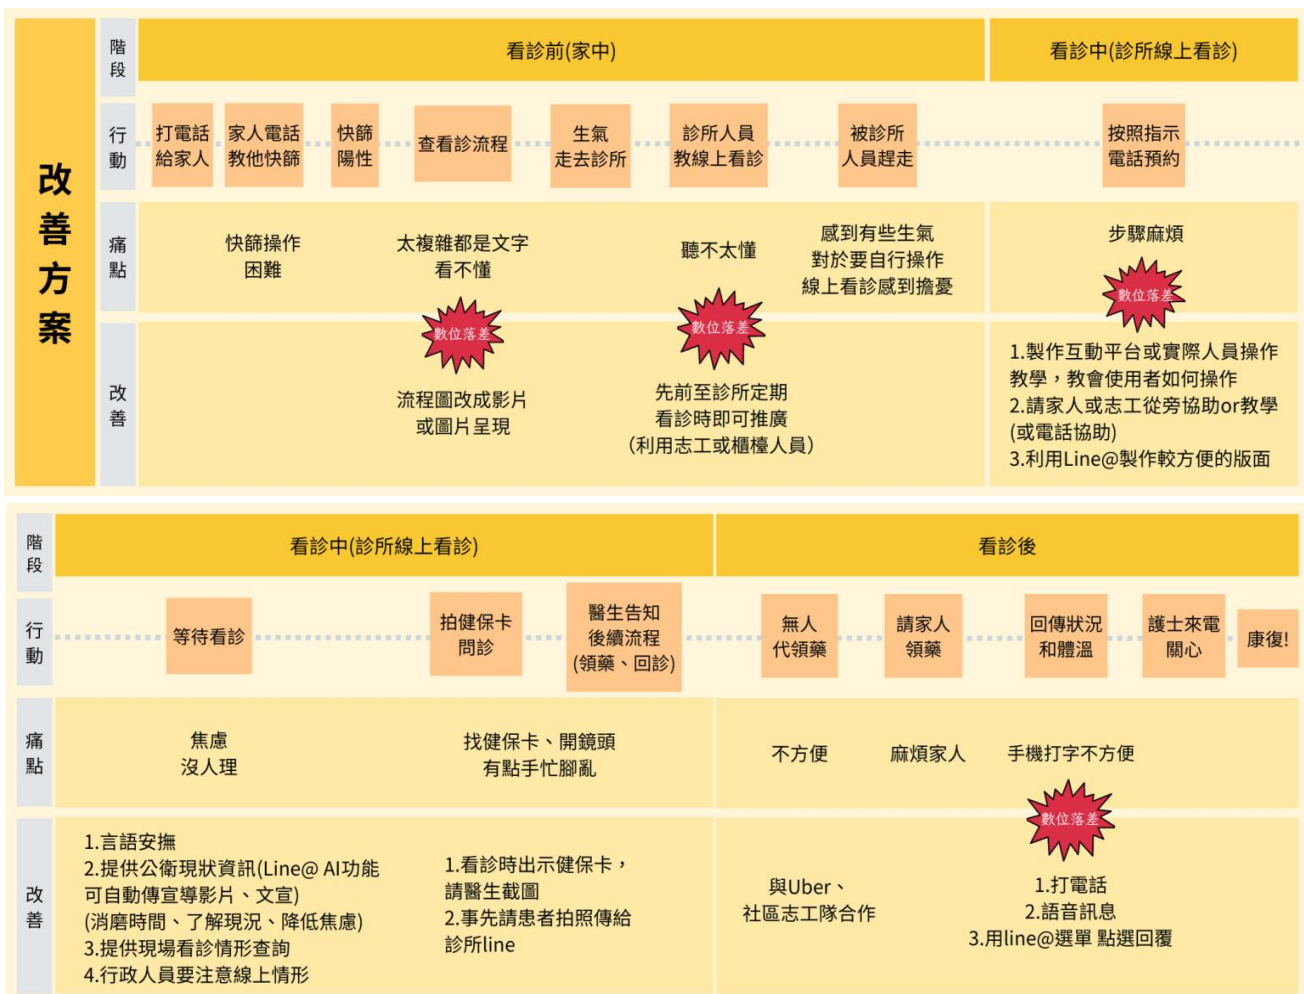 改善方案
階段
看診前(家中)
看診中(診所線上看診)
行動
打電話
給家人
家人電話
教他快篩
快篩
陽性
查看診流程
生氣
走去診所
診所人員
教線上看診
被診所
人員趕走
按照指示
電話預約
痛點
快篩操作
困難
太複雜都是文字
看不懂
聽不太懂
感到有些生氣
對於要自行操作
線上看診感到擔憂
步驟麻煩
數位落差
數位落差
數位落差
改善
流程圖改成影片
或圖片呈現
先前至診所定期
看診時即可推廣
(利用志工或櫃檯人員)
1.製作互動平台或實際人員操作
教學，教會使用者如何操作
2.請家人或志工從旁協助or教學
(或電話協助)
3.利用Line@製作較方便的版面
階段
看診中(診所線上看診)
看診後
行動
等待看診
拍健保卡
問診
醫生告知
後續流程
(領藥、回診)
無人
代領藥
請家人
領藥
回傳狀況
和體溫
護士來電
關心
康復!
痛點
焦慮
沒人理
找健保卡、開鏡頭
有點手忙腳亂
不方便
麻煩家人
手機打字不方便
數位落差
改善
1.言語安撫
2.提供公衛現狀資訊(Line@ AI功能
可自動傳宣導影片、文宣)
(消磨時間、了解現況、降低焦慮)
3.提供現場看診情形查詢
4.行政人員要注意線上情形
1.看診時出示健保卡，
請醫生截圖
2.事先請患者拍照傳給
診所line
與Uber、
社區志工隊合作
1.打電話
2.語音訊息
3.用line@選單 點選回覆